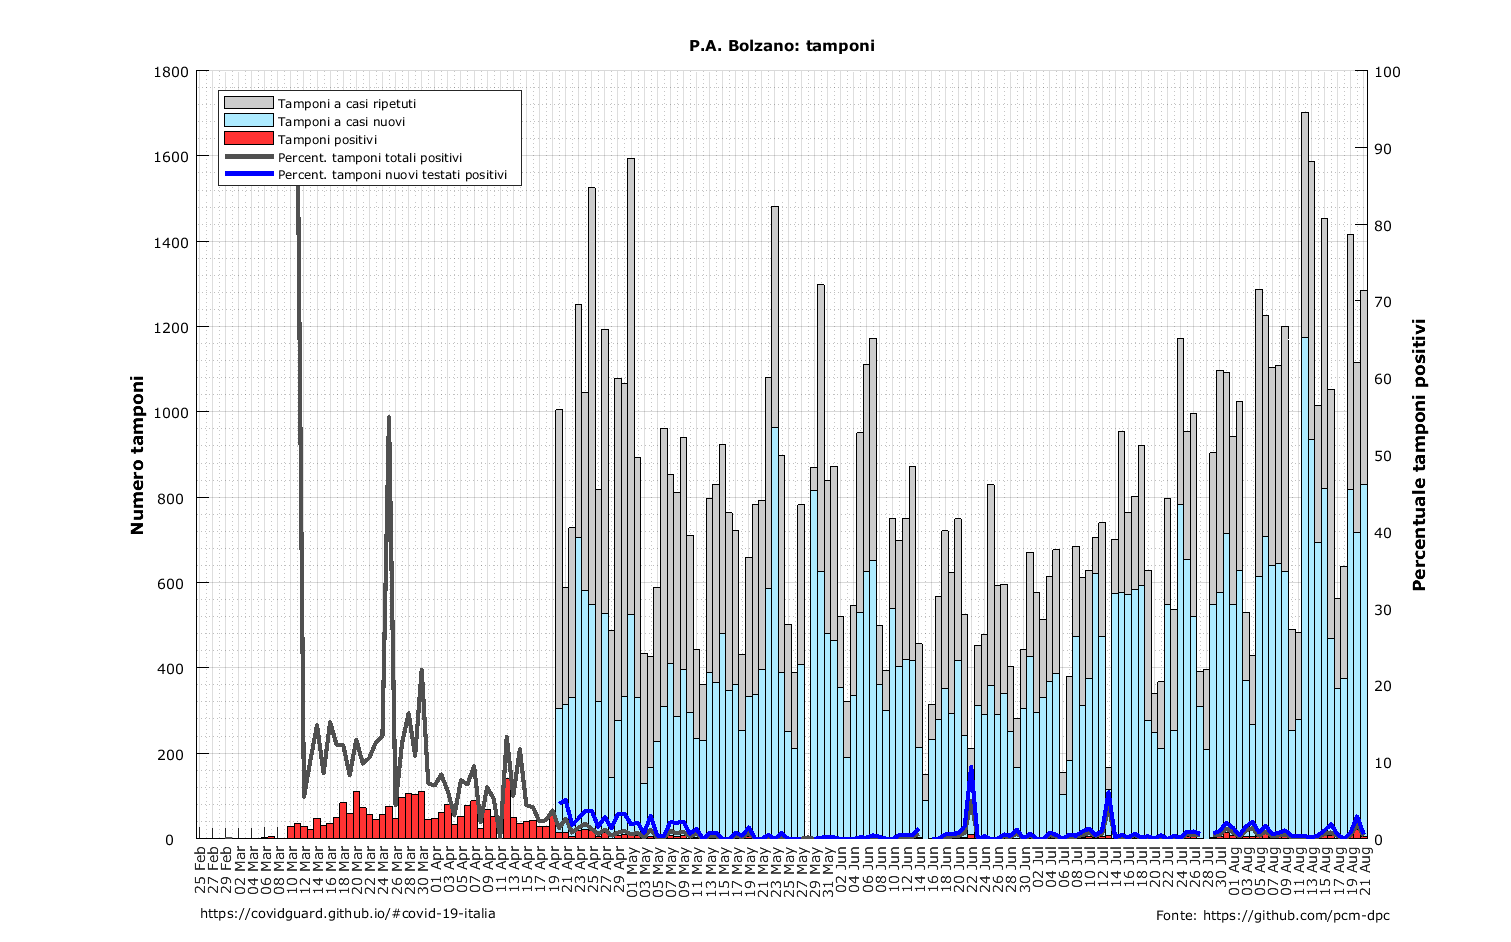 P.A. Bolzano: tamponi
Tamponi a casi ripetuti
Tamponi a casi nuovi
Tamponi positivi
Percent. tamponi totali positivi
Percent. tamponi nuovi testati positivi
Numero tamponi
1800
1600
1400
1200
1000
800
600
400
200
0
Percentuale tamponi positivi
100
90
80
70
60
50
40
30
20
10
0
25 Feb
27 Feb
29 Feb
02 Mar
04 Mar
06 Mar
08 Mar
10 Mar
12 Mar
14 Mar
16 Mar
18 Mar
20 Mar
22 Mar
24 Mar
26 Mar
28 Mar
30 Mar
01 Apr
03 Apr
05 Apr
07 Apr
09 Apr
11 Apr
13 Apr
15 Apr
17 Apr
19 Apr
21 Apr
23 Apr
25 Apr
27 Apr
29 Apr
01 May
03 May
05 May
07 May
09 May
11 May
13 May
15 May
17 May
19 May
21 May
23 May
25 May
27 May
29 May
31 May
02 Jun
04 Jun
06 Jun
08 Jun
10 Jun
12 Jun
14 Jun
16 Jun
18 Jun
20 Jun
22 Jun
24 Jun
26 Jun
28 Jun
30 Jun
02 Jul
04 Jul
06 Jul
08 Jul
10 Jul
12 Jul
14 Jul
16 Jul
18 Jul
20 Jul
22 Jul
24 Jul
26 Jul
28 Jul
30 Jul
01 Aug
03 Aug
05 Aug
07 Aug
09 Aug
11 Aug
13 Aug
15 Aug
17 Aug
19 Aug
21 Aug
https://covidguard.github.io/#covid-19-italia
Fonte: https://github.com/pcm-dpc